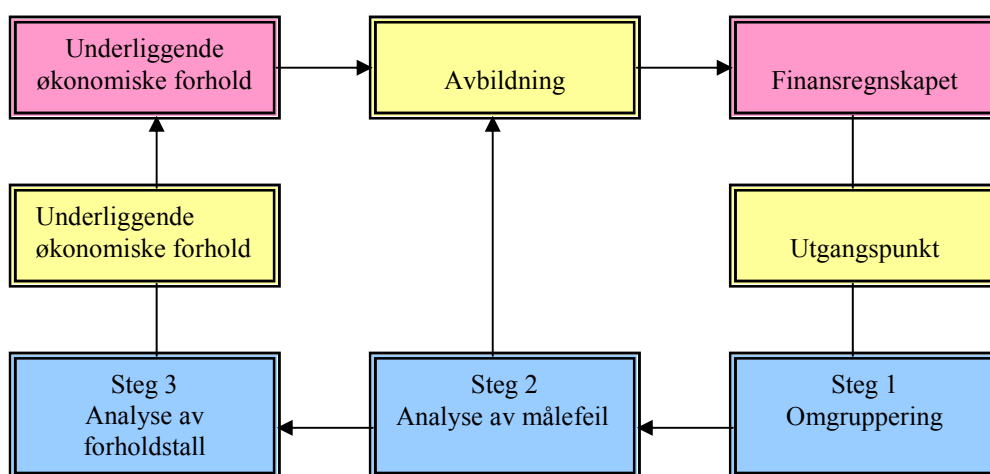 Underliggende
økonomiske forhold
Avbildning
Finansregnskapet
Underliggende
økonomiske forhold
Utgangspunkt
Steg 3
Analyse av
forholdstall
Steg 2
Analyse av målefeil
Steg 1
Omgruppering